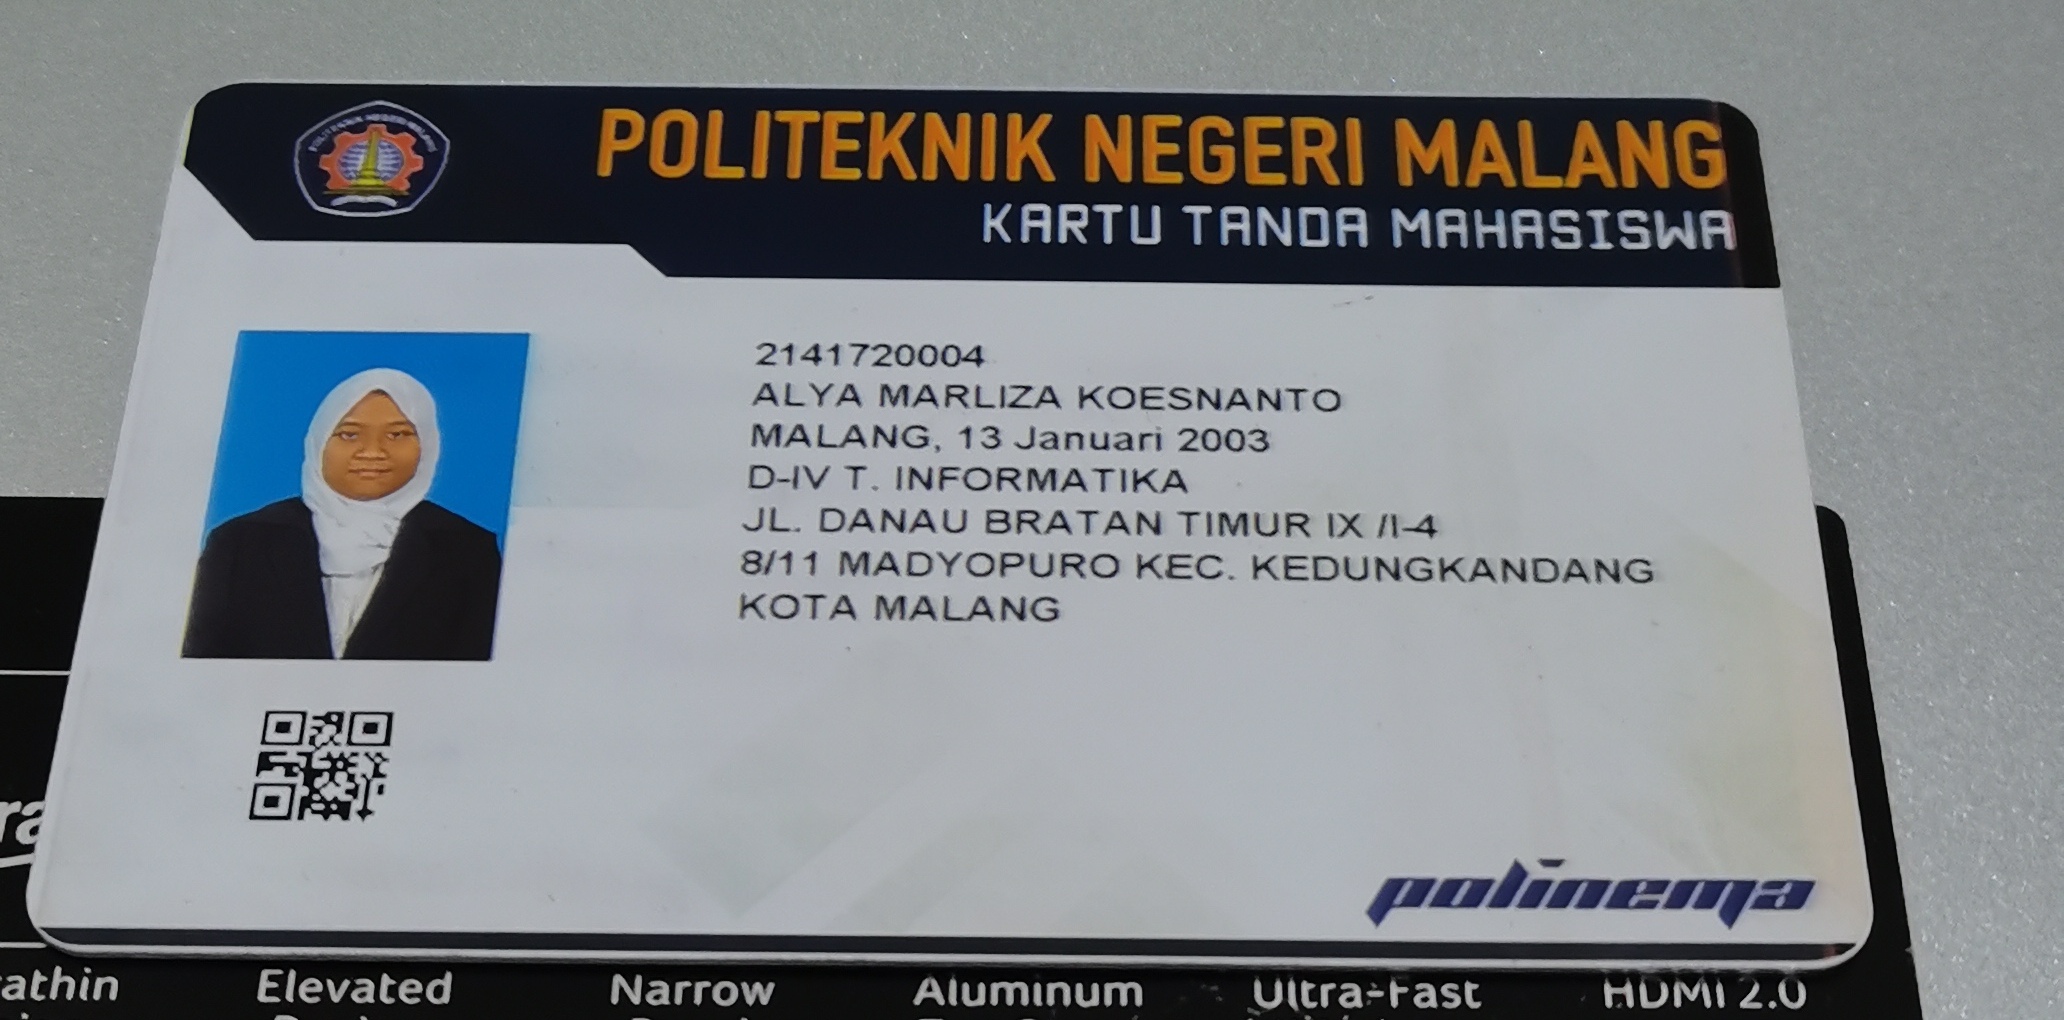 POLITEKNIK NEGERI MALANG
KARTU TANDA MAHASISWA
2141720004
ALYA MARLIZA KOESNANTO
MALANG, 13 Januari 2003
D-IV T. INFORMATIKA
JL. DANAU BRATAN TIMUR IX /I-4
8/11 MADYOPURO KEC. KEDUNGKANDANG
KOTA MALANG
polinema
Elevated Narrow Aluminum Ultra-Fast HDMI 2.0